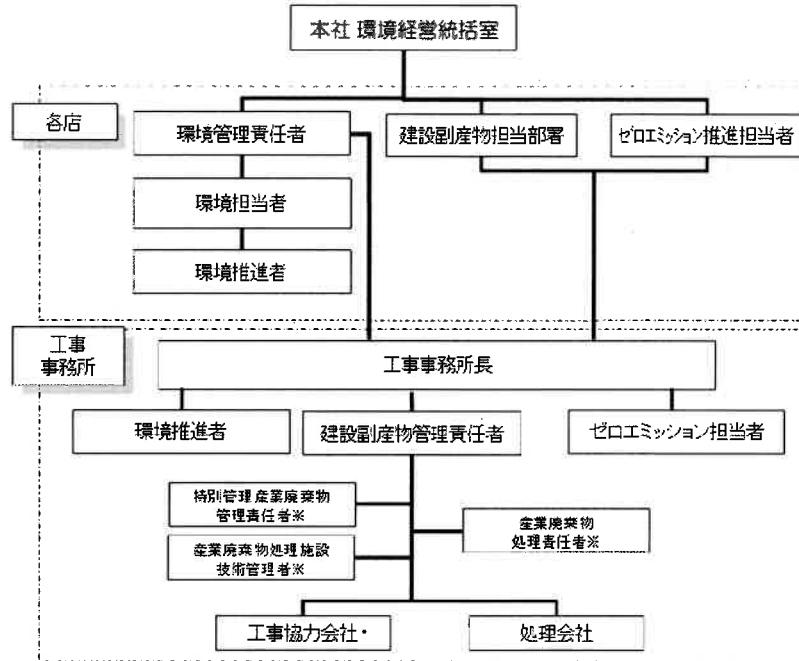 本社 環境経営統括室
各店
環境管理責任者
建設副産物担当部署
ゼロエミッション推進担当者
環境担当者
環境推進者
工事
事務所
工事事務所長
環境推進者
建設副産物管理責任者
ゼロエミッション担当者
特別管理産業廃棄物
管理責任者※
産業廃棄物
処理責任者※
産業廃棄物処理施設
技術管理者※
工事協力会社・
処理会社